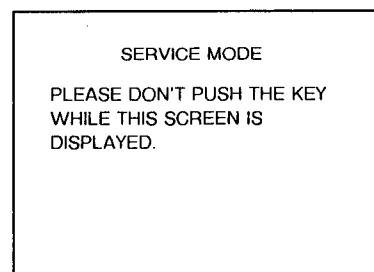 SERVICE MODE
PLEASE DON'T PUSH THE KEY
WHILE THIS SCREEN IS
DISPLAYED.